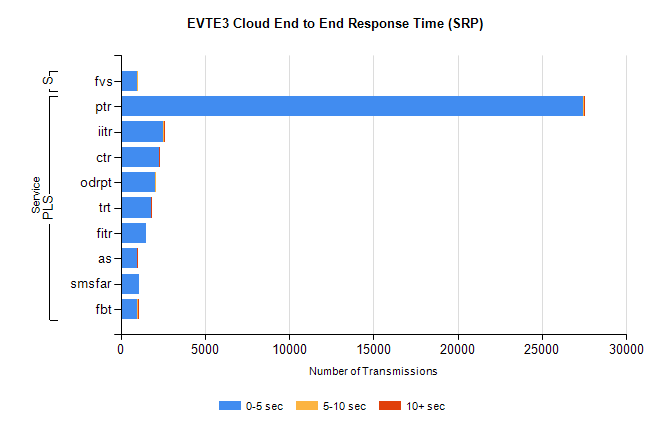 EVTE3 Cloud End to End Response Time (SRP)
S
fvs
ptr
iitr
ctr
odrpt
Service
PLS
trt
fitr
as
smsfar
fbt
0 5000 10000 15000 20000 25000 30000
Number of Transmissions
0-5 sec 5-10 sec 10+ sec